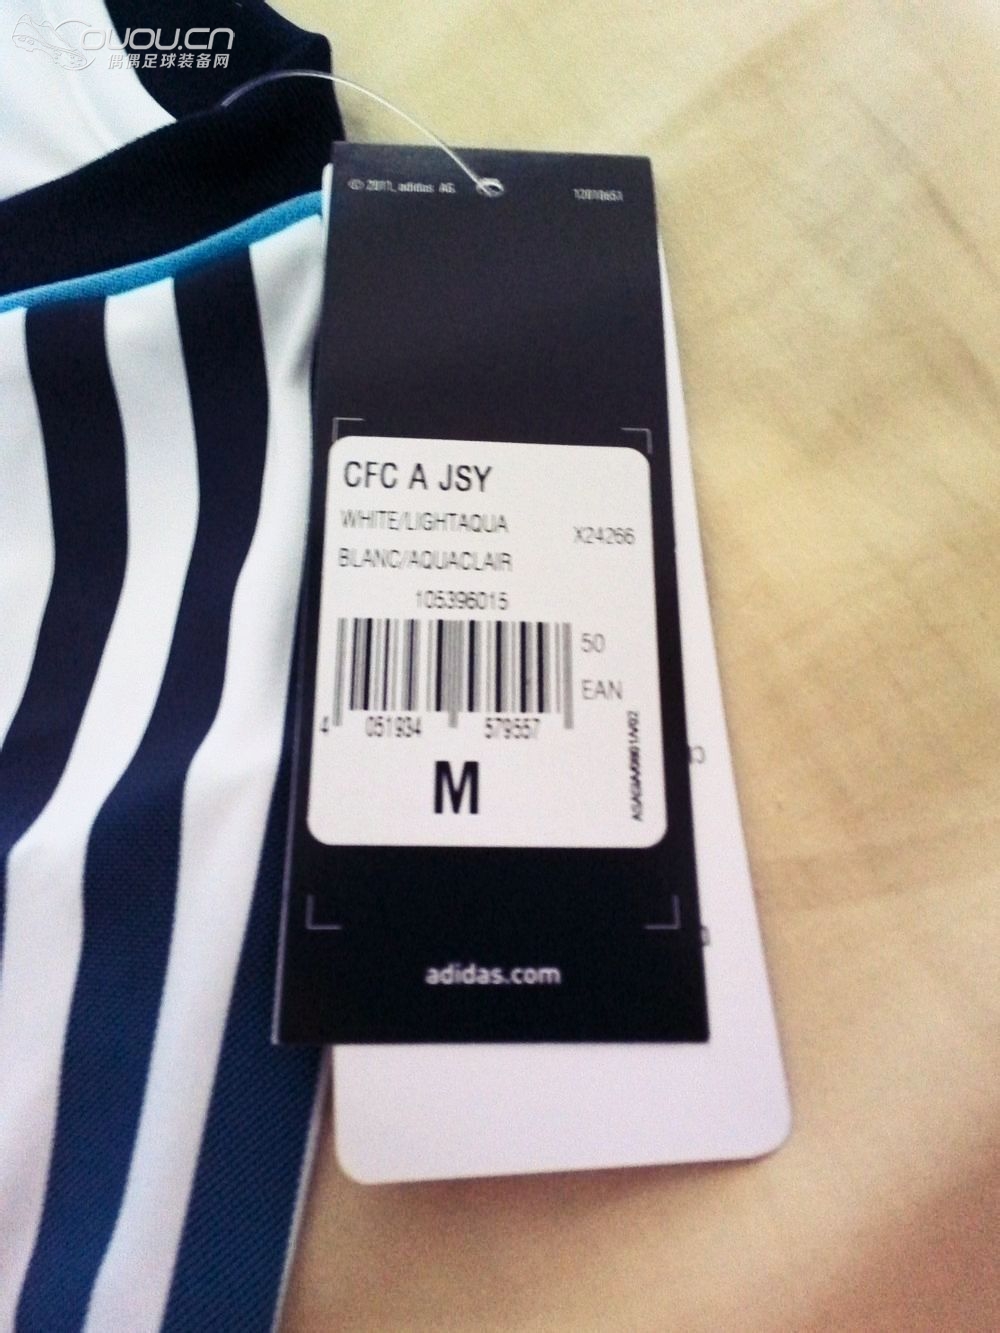 OUOU.CN
偶偶足球装备网
© 2011, adidas AG.
12010651
CFC A JSY
WHITE/LIGHTAQUA
X24266
BLANC/AQUACLAIR
105396015
50
EAN
4 051934 579557
M
adidas.com